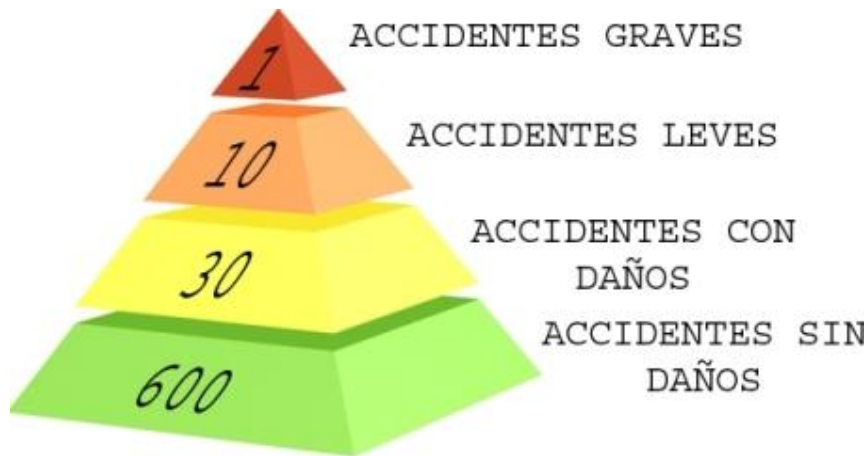 1
ACCIDENTES GRAVES
10
ACCIDENTES LEVES
30
ACCIDENTES CON
DAÑOS
600
ACCIDENTES SIN
DAÑOS